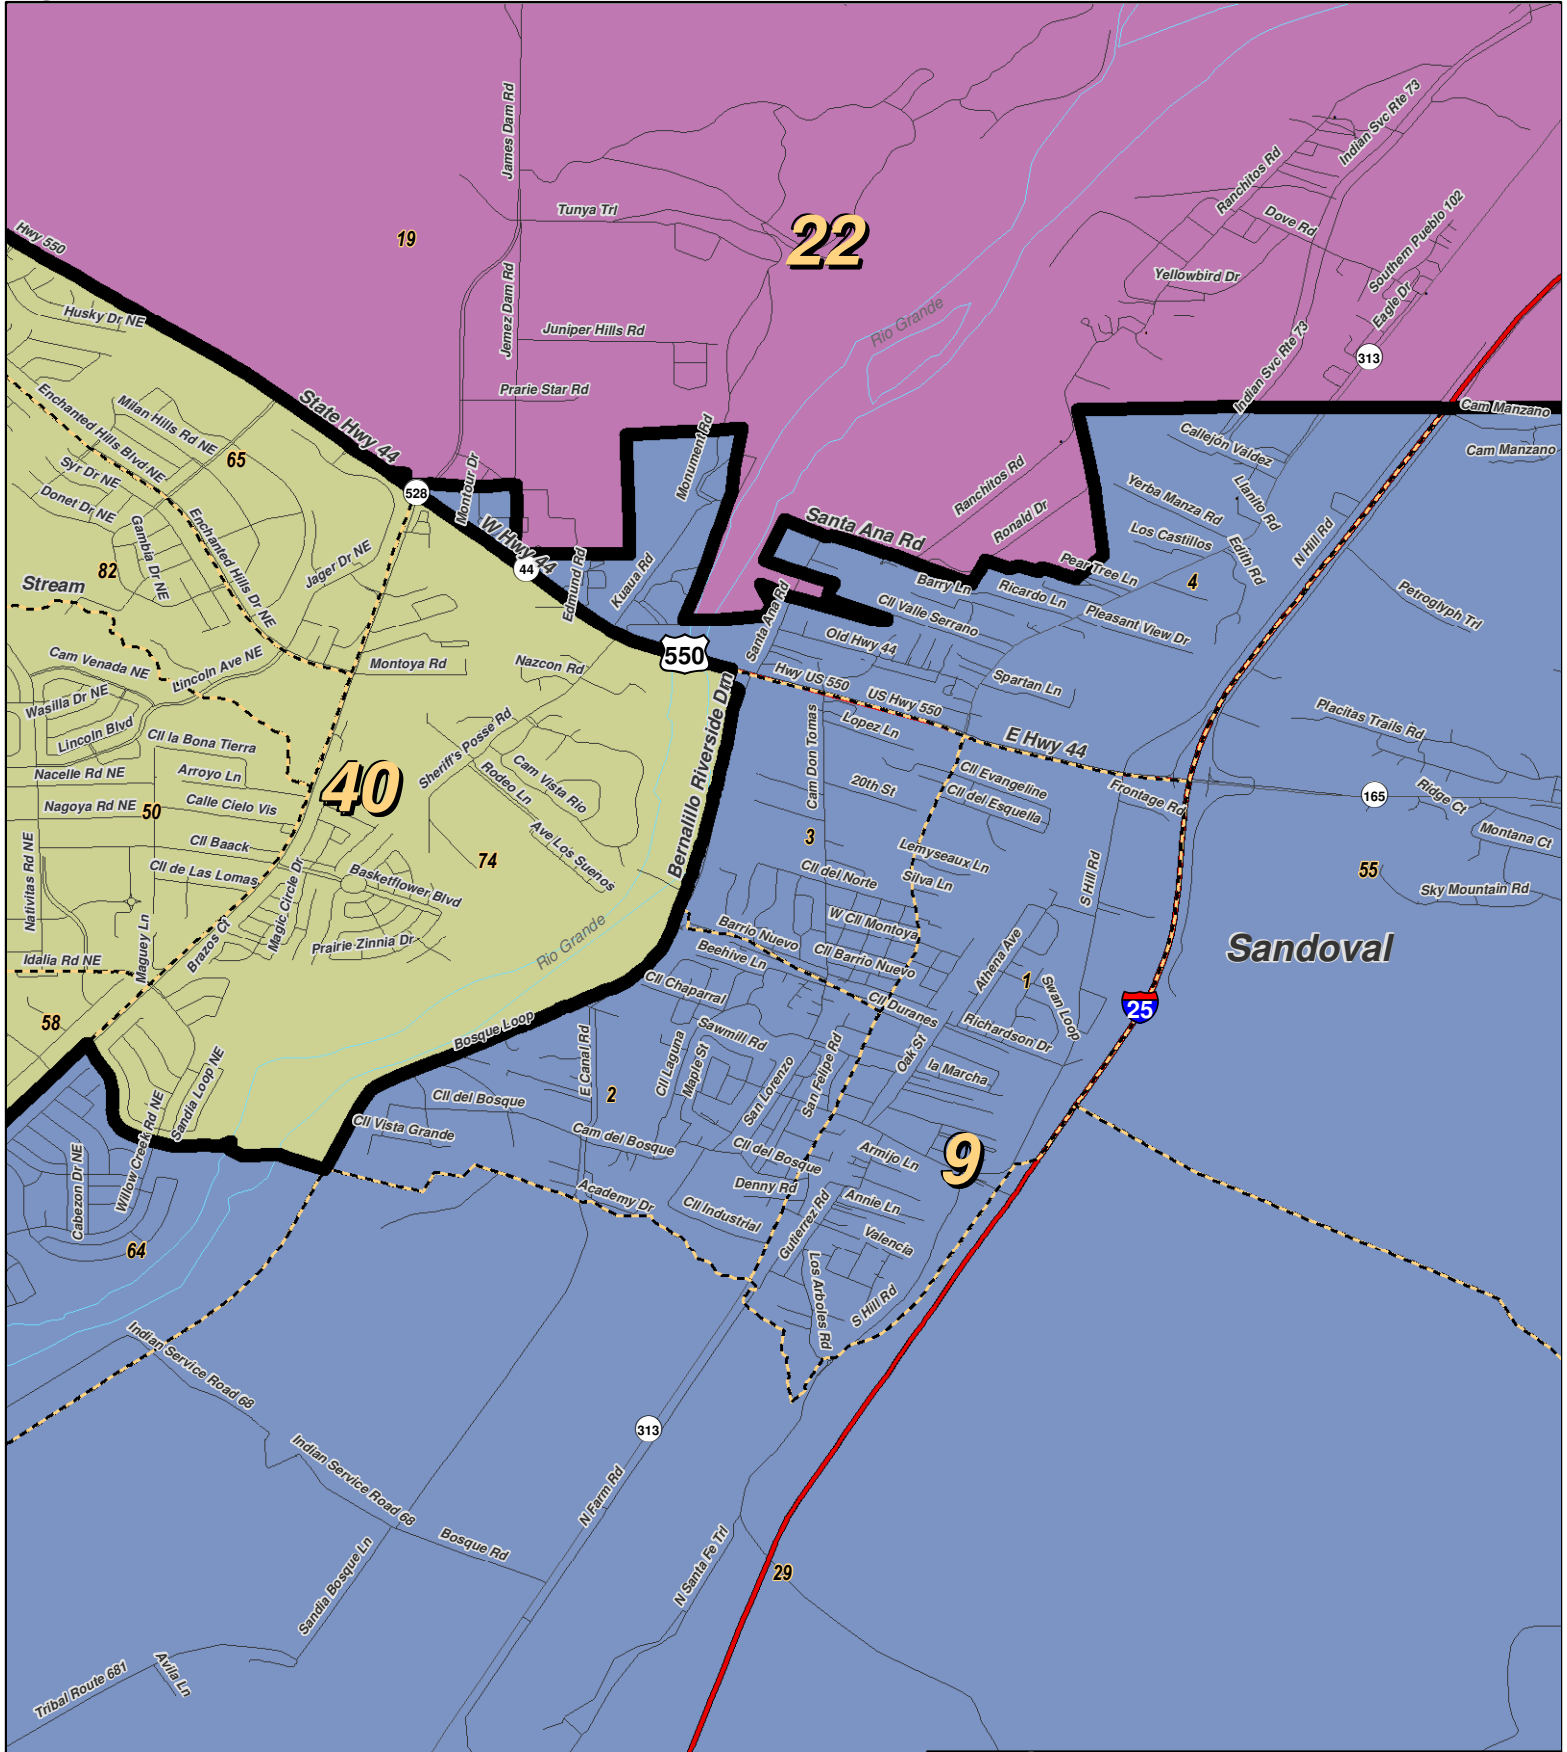 James Dam Rd
Indian Svc Rte 73
Ranchitos Rd
Tunya Trl
Dove Rd
Southern Pueblo 102
22
19
Hwy 550
Yellowbird Dr
Eagle Dr
Jemez Dam Rd
Rio Grande
Husky Dr NE
Juniper Hills Rd
313
Indian Svc Rte 73
Prarie Star Rd
Cam Manzano
Enchanted Hills Blvd NE
Milan Hills Rd NE
State Hwy 44
65
Monument Rd
Callejón Valdez
Cam Manzano
Syr Dr NE
Donet Dr NE
528
Montour Dr
Ranchitos Rd
Llanito Rd
Yerba Manza Rd
Gambia Dr NE
Enchanted Hills Dr NE
W Hwy 44
Santa Ana Rd
Ronald Dr
Los Castillos
Edith Rd
N Hill Rd
Jager Dr NE
44
82
Stream
Edmund Rd
Kuaua Rd
Barry Ln
Ricardo Ln
Pear Tree Ln
4
Petroglyph Trl
Cll Valle Serrano
Pleasant View Dr
Santa Ana Rd
Old Hwy 44
Cam Venada NE
Lincoln Ave NE
Montoya Rd
Nazcon Rd
550
Hwy US 550
US Hwy 550
Spartan Ln
Wasilla Dr NE
Lincoln Blvd
Cll la Bona Tierra
Sheriff's Posse Rd
Bernalillo Riverside Drn
Cam Don Tomas
Lopez Ln
E Hwy 44
Placitas Trails Rd
Nacelle Rd NE
Arroyo Ln
40
Rodeo Ln
Cam Vista Rio
20th St
Cll Evangeline
Cll del Esquella
Frontage Rd
165
Ridge Ct
Nagoya Rd NE
50
Calle Cielo Vis
Montana Ct
Cll Baack
74
Ave Los Suenos
3
Lemyseaux Ln
Silva Ln
S Hill Rd
55
Nativitas Rd NE
Cll de Las Lomas
Basketflower Blvd
Cll del Norte
Sky Mountain Rd
Magic Circle Dr
Maguey Ln
Brazos Ct
Prairie Zinnia Dr
Rio Grande
Barrio Nuevo
W Cll Montoya
Cll Barrio Nuevo
Athena Ave
Sandoval
Idalia Rd NE
Beehive Ln
Cll Chaparral
Cll Duranes
1
Swan Loop
25
58
Bosque Loop
Sawmill Rd
Richardson Dr
E Canal Rd
Cll Laguna
Maple St
San Lorenzo
San Felipe Rd
Oak St
la Marcha
Sandia Loop NE
Willow Creek Rd NE
Cll del Bosque
2
Cll Vista Grande
Cam del Bosque
Cll del Bosque
Armijo Ln
9
Cabezon Dr NE
Academy Dr
Denny Rd
Annie Ln
Cll Industrial
Gutierrez Rd
Valencia
64
Los Arboles Rd
S Hill Rd
Indian Service Road 68
313
Indian Service Road 68
N Farm Rd
Bosque Rd
Sandia Bosque Ln
N Santa Fe Trl
29
Tribal Route 681
Avila Ln